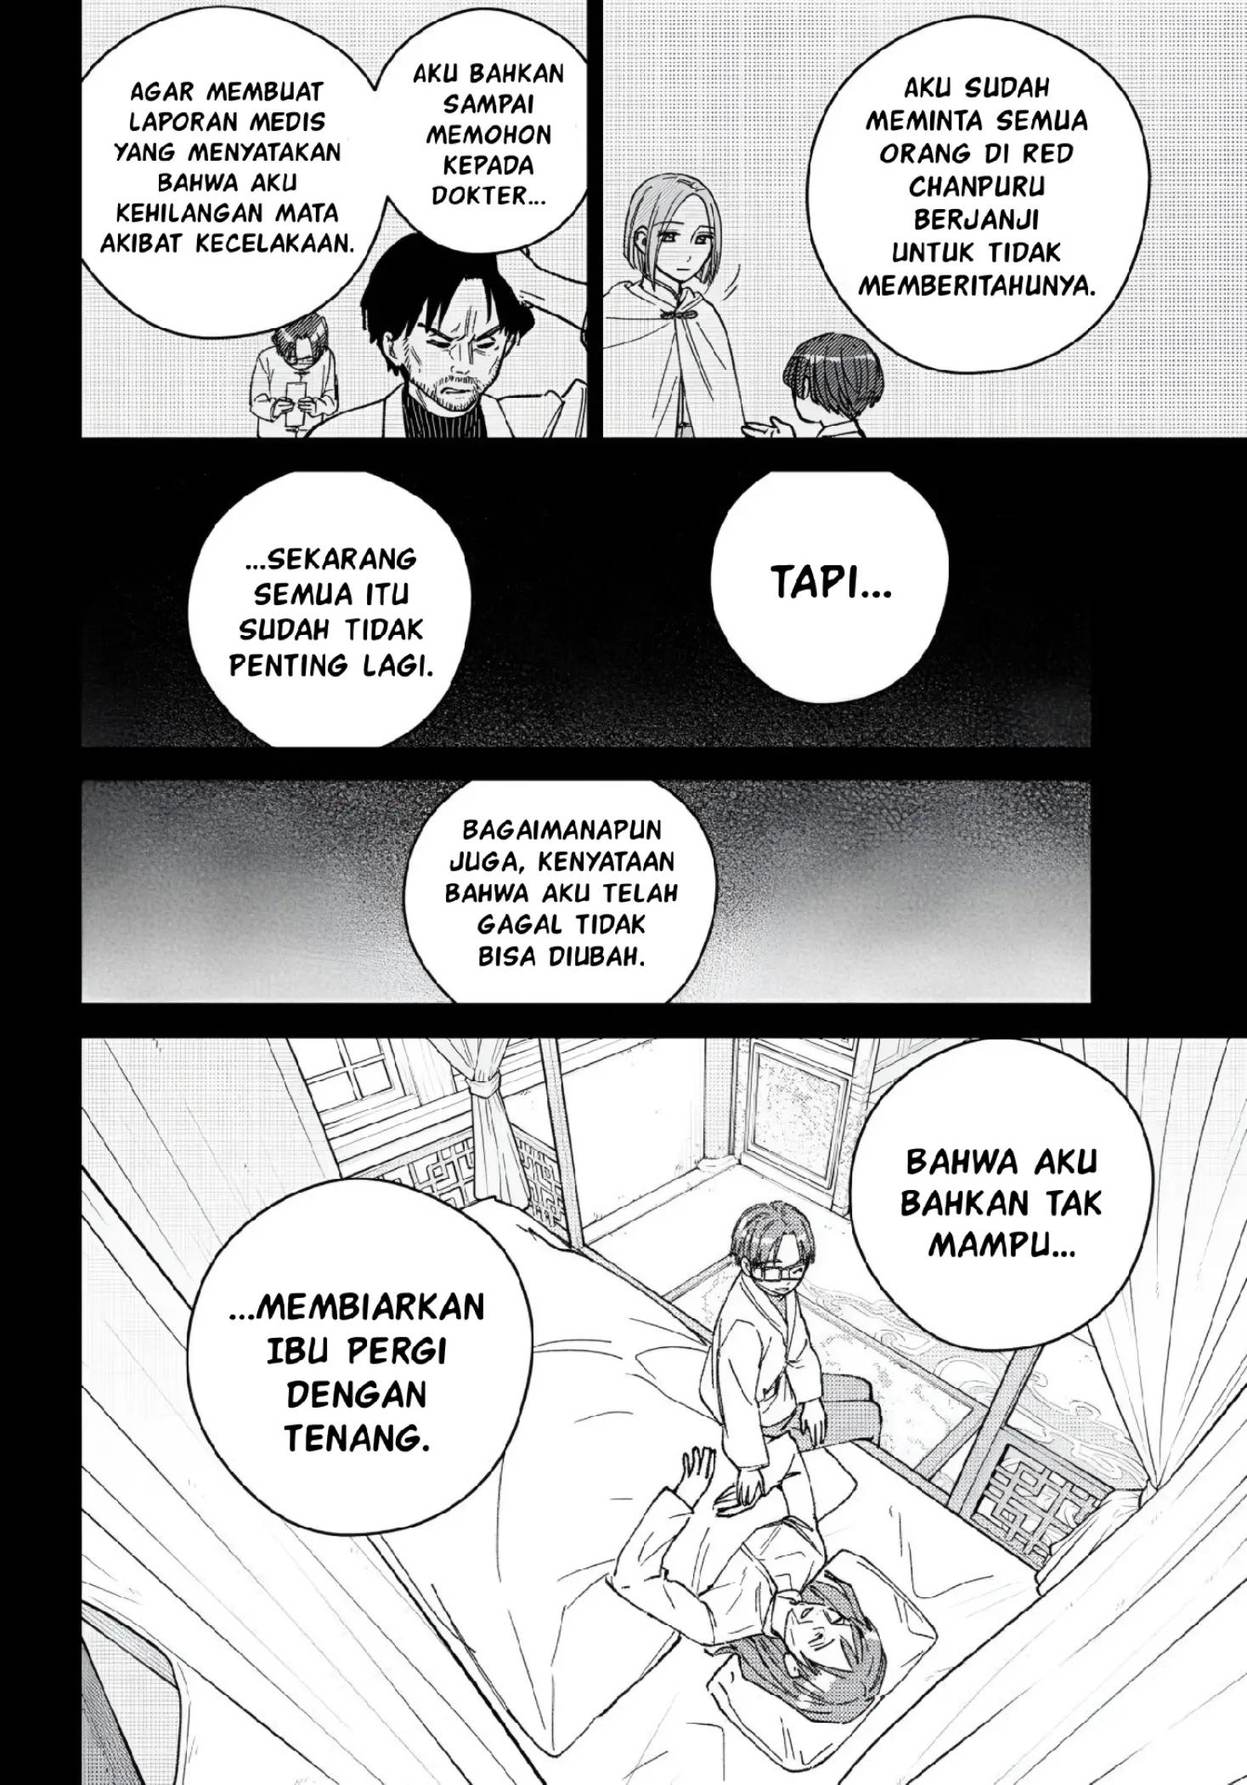 AKU SUDAH
MEMINTA SEMUA
ORANG DI RED
CHANPURU
BERJANJI
UNTUK TIDAK
MEMBERITAHUNYA.
AKU BAHKAN
SAMPAI
MEMOHON
KEPADA
DOKTER...
AGAR MEMBUAT
LAPORAN MEDIS
YANG MENYATAKAN
BAHWA AKU
KEHILANGAN MATA
AKIBAT KECELAKAAN.
TAPI...
...SEKARANG
SEMUA ITU
SUDAH TIDAK
PENTING LAGI.
BAGAIMANAPUN
JUGA, KENYATAAN
BAHWA AKU TELAH
GAGAL TIDAK
BISA DIUBAH.
BAHWA AKU
BAHKAN TAK
MAMPU...
...MEMBIARKAN
IBU PERGI
DENGAN
TENANG.